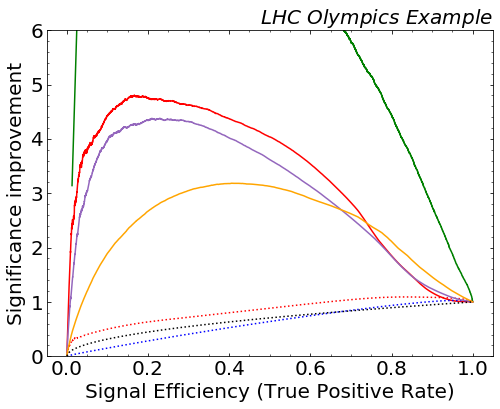 LHC Olympics Example
Significance improvement
6
5
4
3
2
1
0
0.0 0.2 0.4 0.6 0.8 1.0
Signal Efficiency (True Positive Rate)